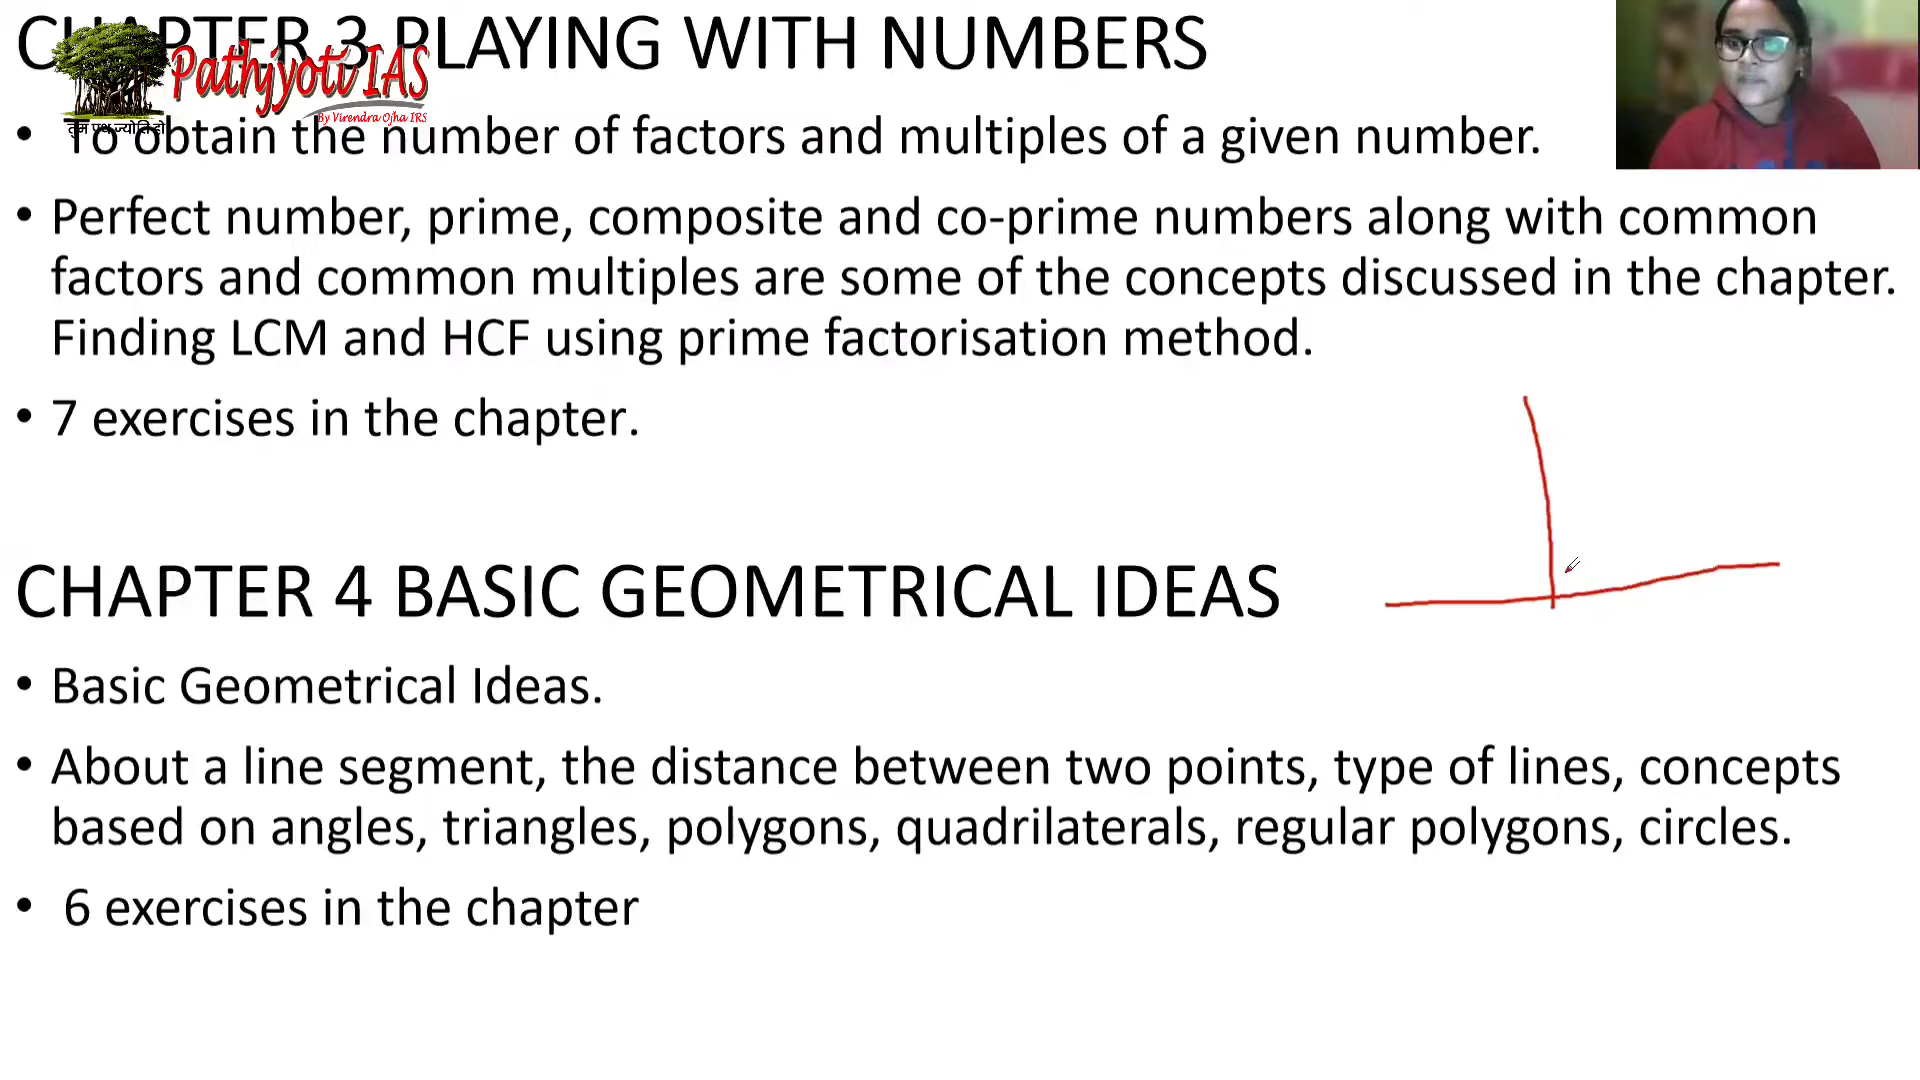 CHAPTER 3 PLAYING WITH NUMBERS
Pathjyoti IAS
By Virendra Ojha IRS
तुम पथ ज्योति हो
• To obtain the number of factors and multiples of a given number.
• Perfect number, prime, composite and co-prime numbers along with common
factors and common multiples are some of the concepts discussed in the chapter.
Finding LCM and HCF using prime factorisation method.
• 7 exercises in the chapter.
CHAPTER 4 BASIC GEOMETRICAL IDEAS
• Basic Geometrical Ideas.
• About a line segment, the distance between two points, type of lines, concepts
based on angles, triangles, polygons, quadrilaterals, regular polygons, circles.
• 6 exercises in the chapter